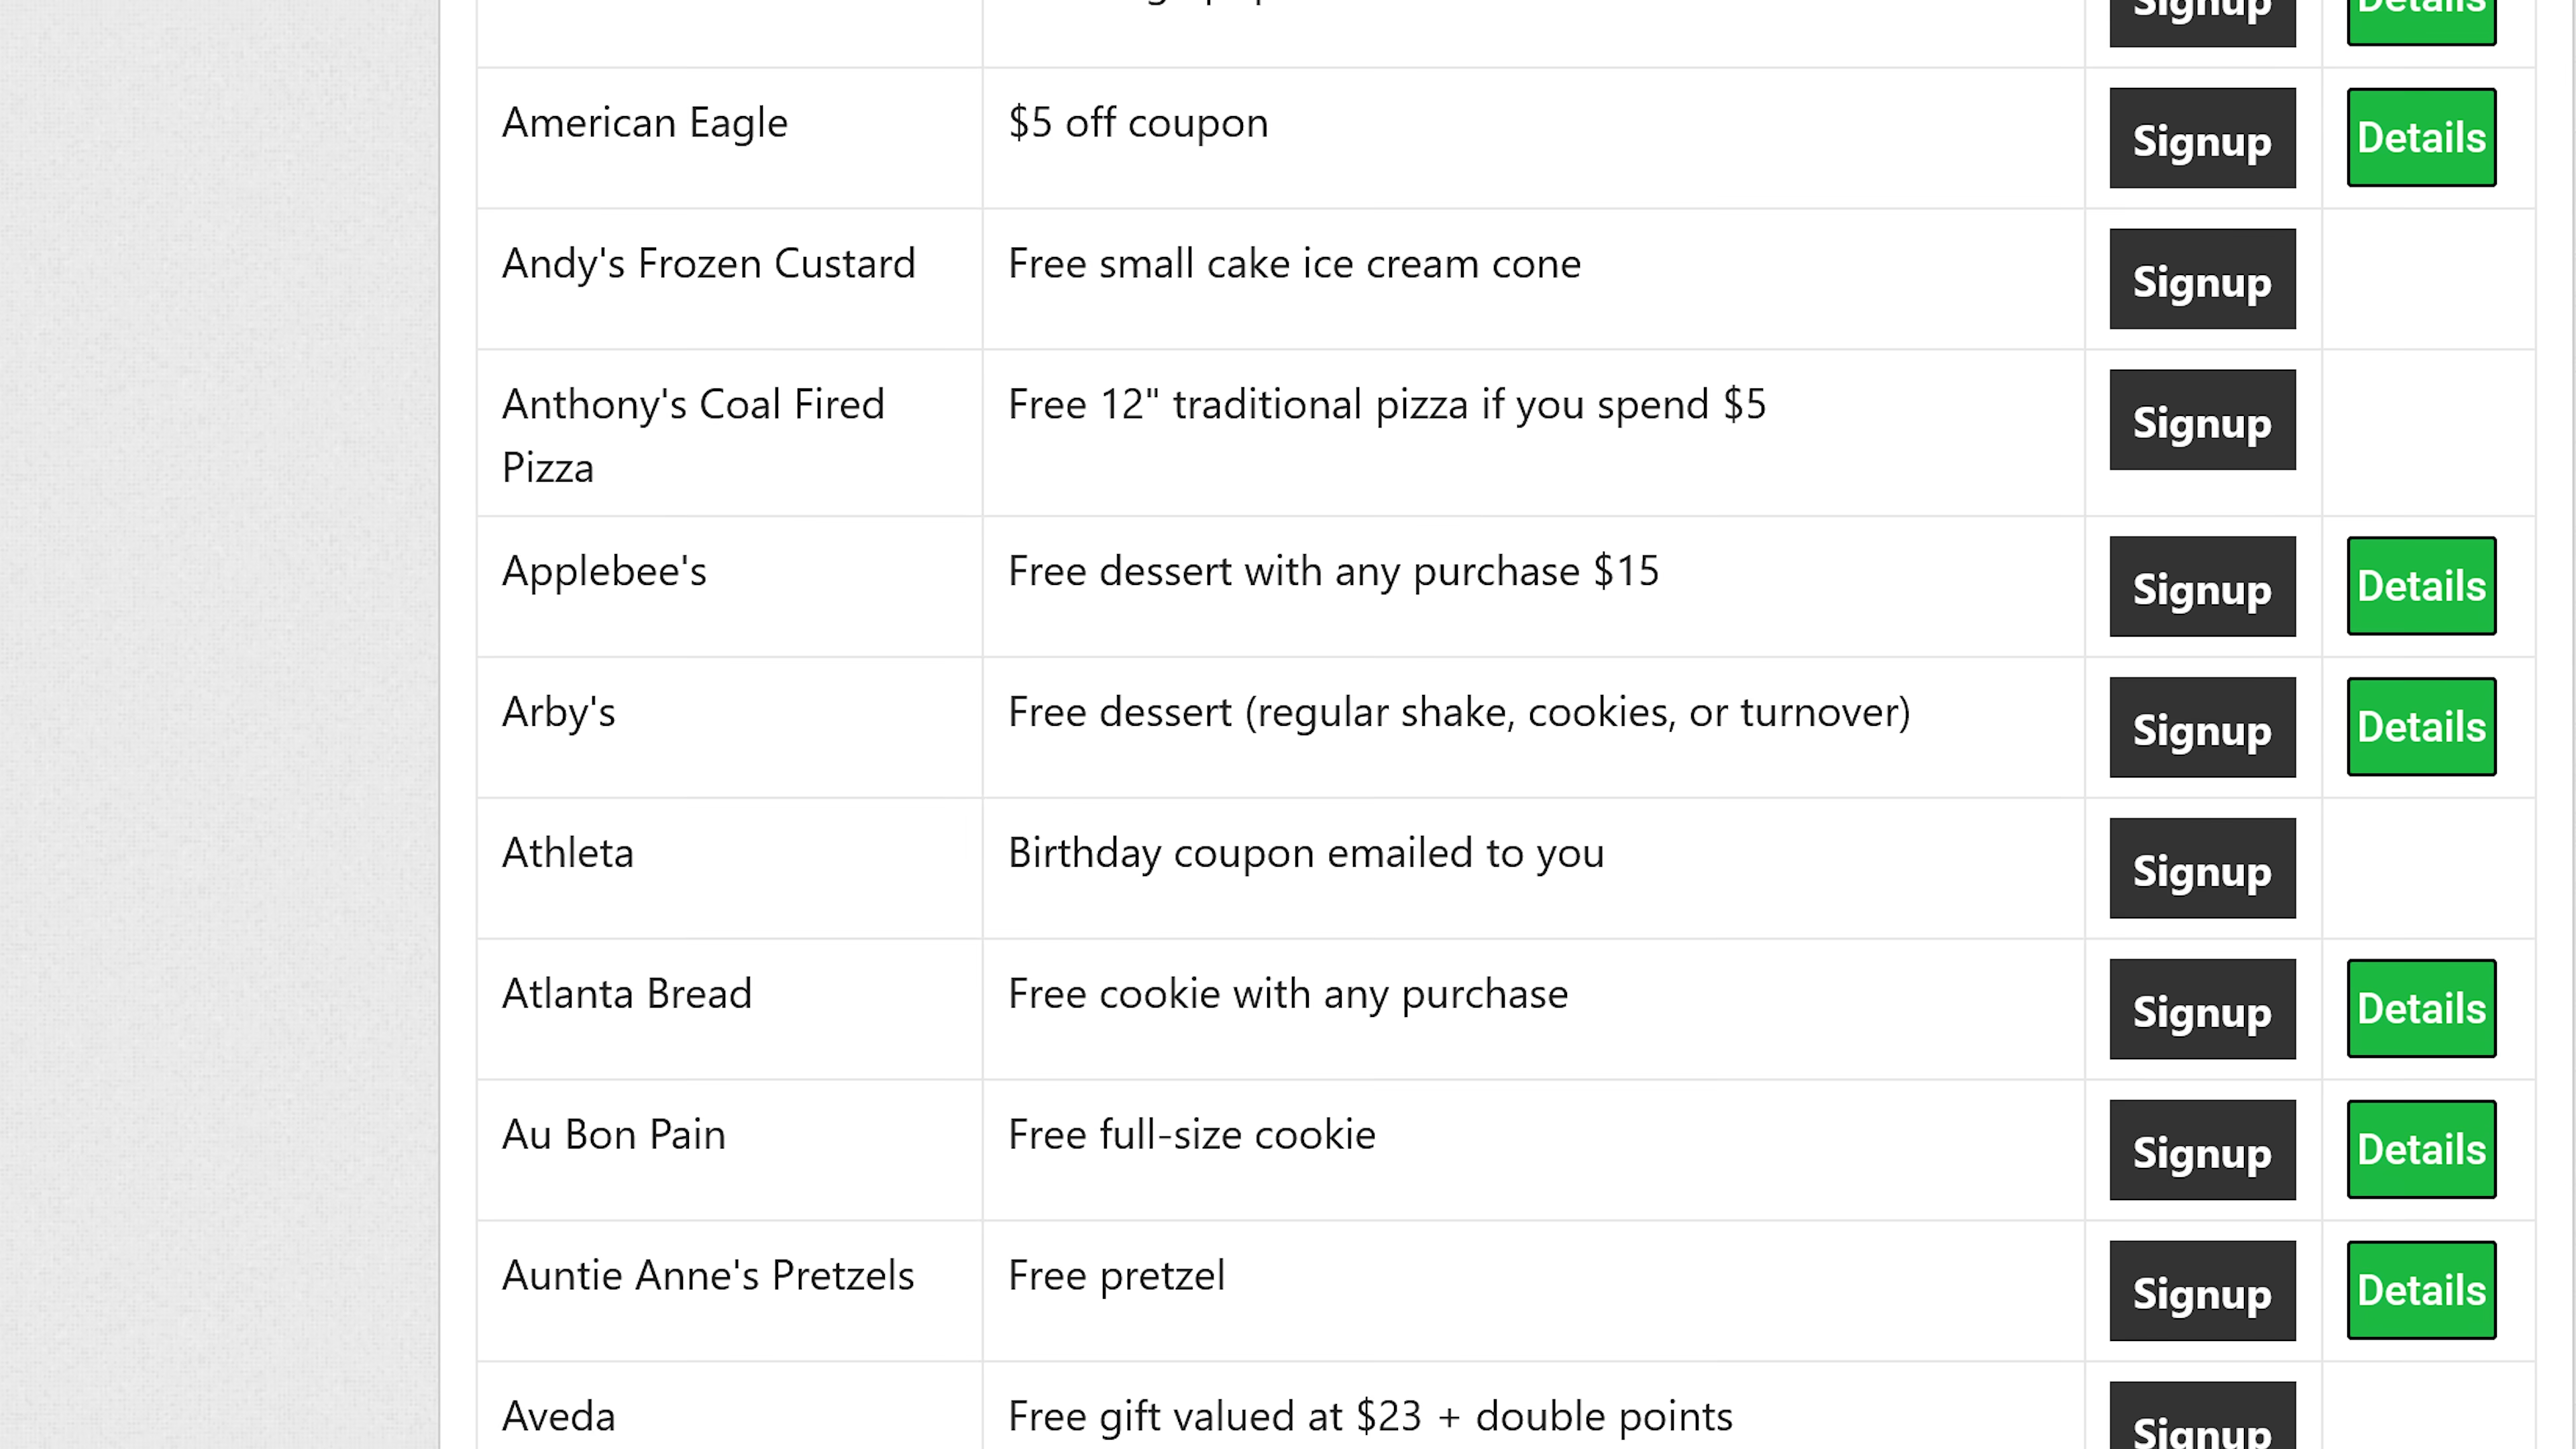 Signup Details
American Eagle $5 off coupon Signup Details
Andy's Frozen Custard Free small cake ice cream cone Signup
Anthony's Coal Fired Free 12" traditional pizza if you spend $5 Signup
Pizza
Applebee's Free dessert with any purchase $15 Signup Details
Arby's Free dessert (regular shake, cookies, or turnover) Signup Details
Athleta Birthday coupon emailed to you Signup
Atlanta Bread Free cookie with any purchase Signup Details
Au Bon Pain Free full-size cookie Signup Details
Auntie Anne's Pretzels Free pretzel Signup Details
Aveda Free gift valued at $23 + double points Signup